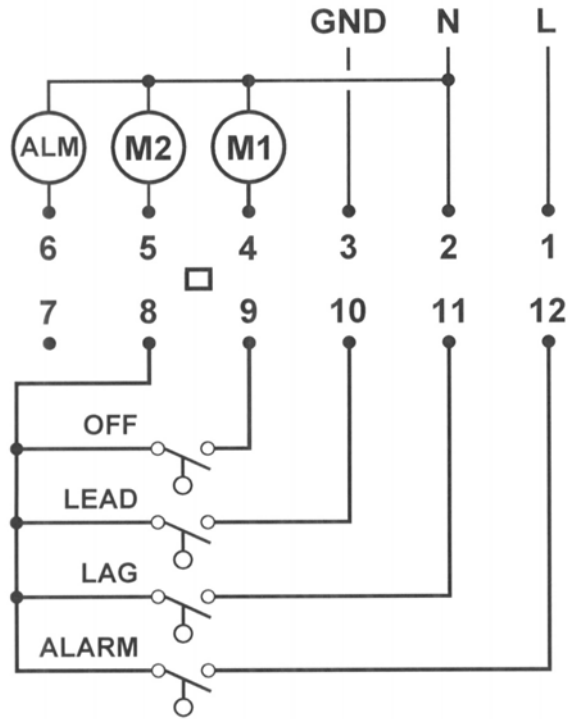 GND N L
ALM M2 M1
6 5 4 3 2 1
7 8 9 10 11 12
OFF
LEAD
LAG
ALARM